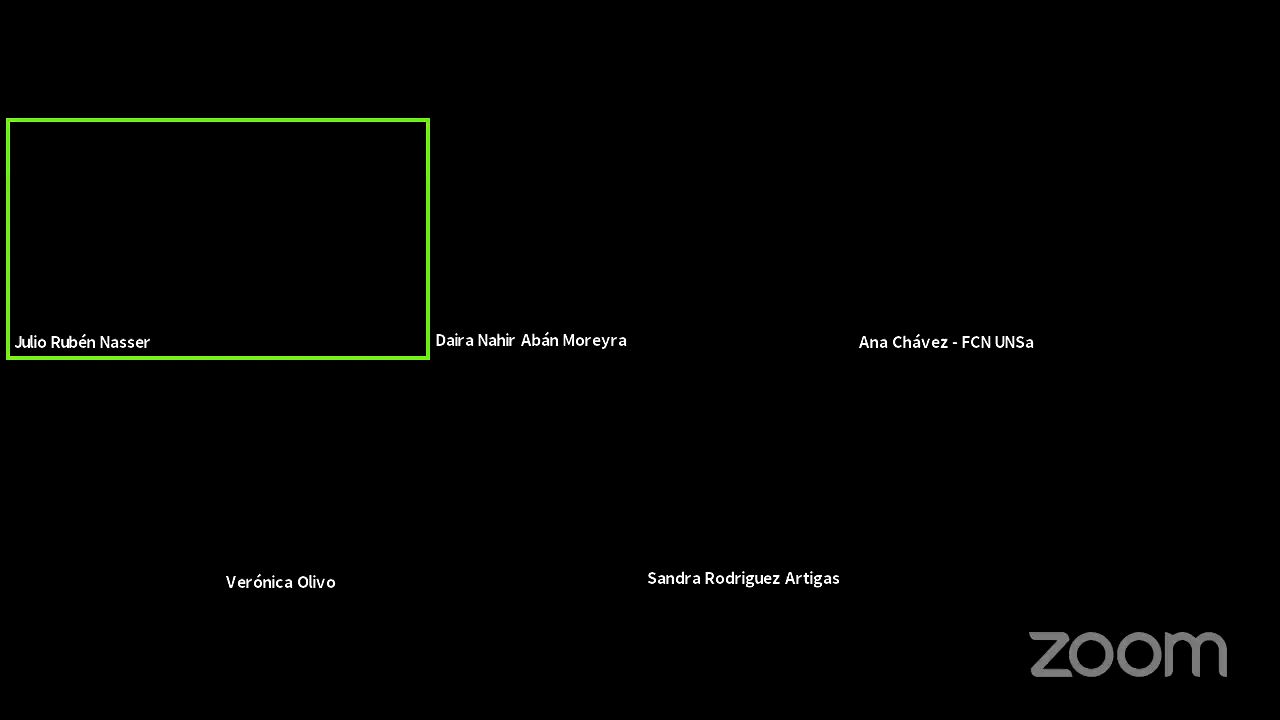 Julio Rubén Nasser
Daira Nahir Abán Moreyra
Ana Chávez - FCN UNSa
Verónica Olivo
Sandra Rodriguez Artigas
zoom